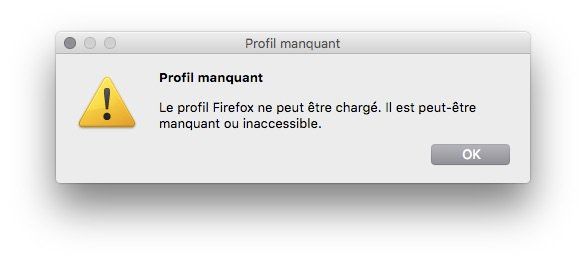 Profil manquant
Profil manquant
Le profil Firefox ne peut être chargé. Il est peut-être
manquant ou inaccessible.
OK